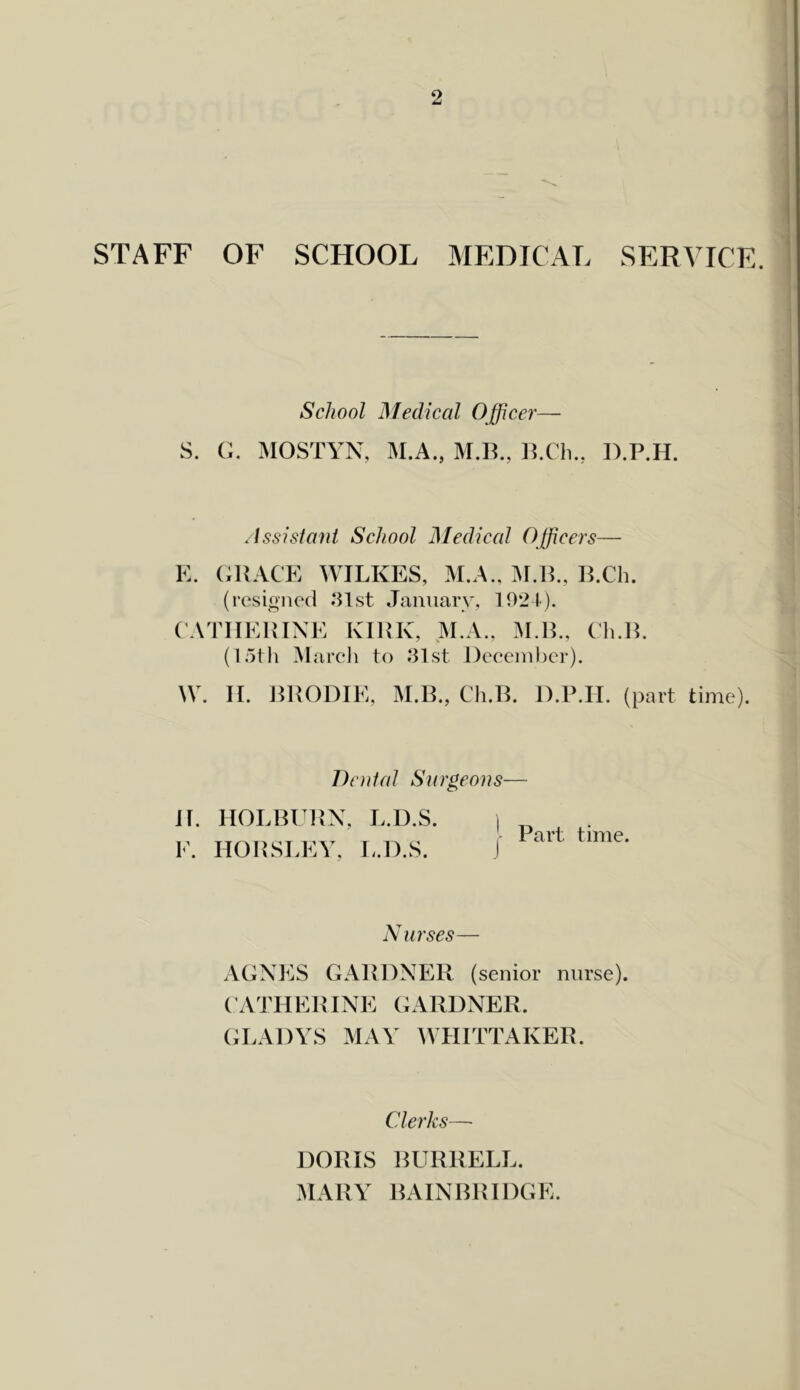 2
STAFF OF SCHOOL MEDICAL SERVICE.
School Medical Officer—
S. G. MOSTYN, M.A., M.B., B.Ch., D.P.H.
Assistant School Medical Officers—
E. GRACE WILKES, M.A., M.B., B.Ch.
(resigned 31st January, 1924).
CATHERINE KIRK, M.A., M.B., Ch.B.
(15th March to 31st December).
W. H. BRODIE, M.B., Ch.B. D.P.H. (part time).
Dental Surgeons—
H. HOLBURN, L.D.S.
F. HORSLEY, L.D.S. } Part time.
Nurses—
AGNES GARDNER (senior nurse).
CATHERINE GARDNER.
GLADYS MAY WHITTAKER.
Clerks—
DORIS BURRELL.
MARY BAINBRIDGE.